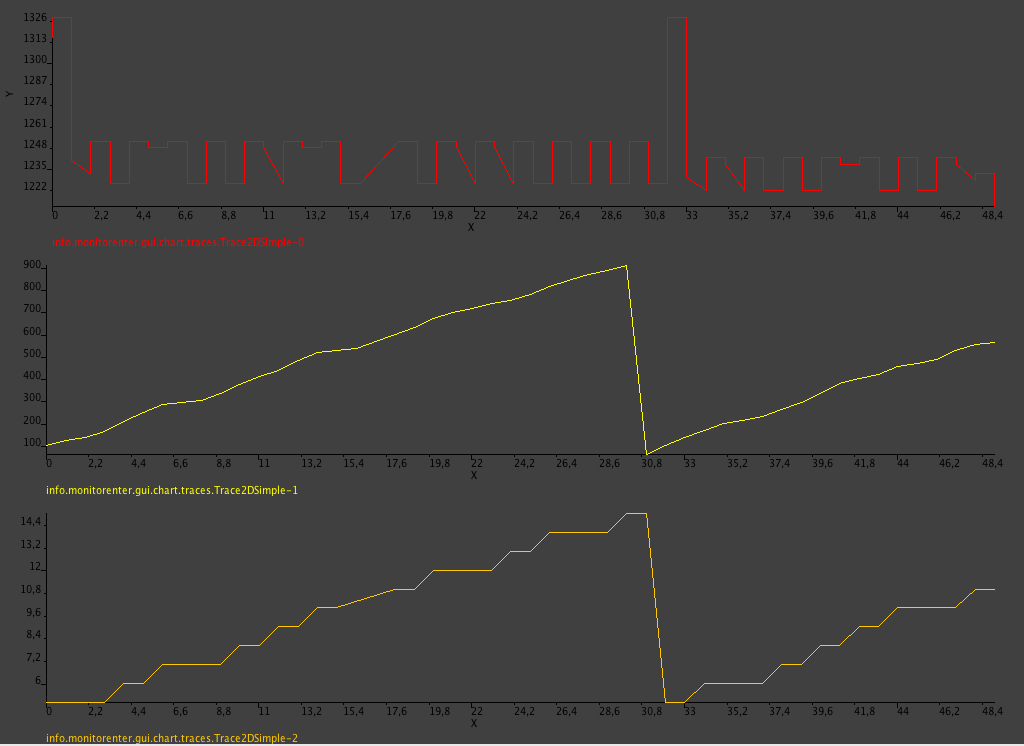 1326
1313
1300
1287
1274
1261
1248
1235
1222
Y
0 2,2 4,4 6,6 8,8 11 13,2 15,4 17,6 19,8 22 24,2 26,4 28,6 30,8 33 35,2 37,4 39,6 41,8 44 46,2 48,4
X
info.monitorenter.gui.chart.traces.Trace2DSimple-0
900
800
700
600
500
400
300
200
100
0 2,2 4,4 6,6 8,8 11 13,2 15,4 17,6 19,8 22 24,2 26,4 28,6 30,8 33 35,2 37,4 39,6 41,8 44 46,2 48,4
X
info.monitorenter.gui.chart.traces.Trace2DSimple-1
14,4
13,2
12
10,8
9,6
8,4
7,2
6
0 2,2 4,4 6,6 8,8 11 13,2 15,4 17,6 19,8 22 24,2 26,4 28,6 30,8 33 35,2 37,4 39,6 41,8 44 46,2 48,4
X
info.monitorenter.gui.chart.traces.Trace2DSimple-2